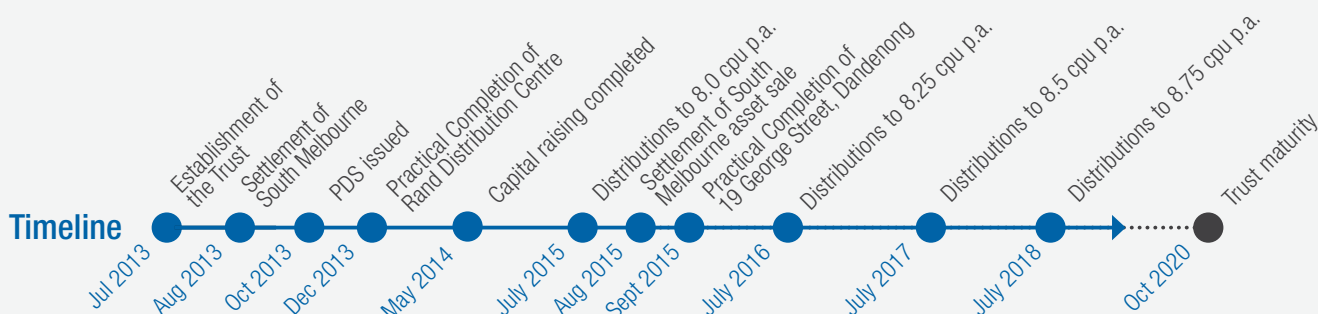 Timeline
Establishment of
the Trust
Jul 2013
Settlement of
South Melbourne
Aug 2013
PDS issued
Oct 2013
Practical Completion of
Rand Distribution Centre
Dec 2013
Capital raising completed
May 2014
Distributions to 8.0 cpu p.a.
July 2015
Settlement of South
Melbourne asset sale
Aug 2015
Practical Completion of
19 George Street, Dandenong
Sept 2015
Distributions to 8.25 cpu p.a.
July 2016
Distributions to 8.5 cpu p.a.
July 2017
Distributions to 8.75 cpu p.a.
July 2018
Trust maturity
Oct 2020